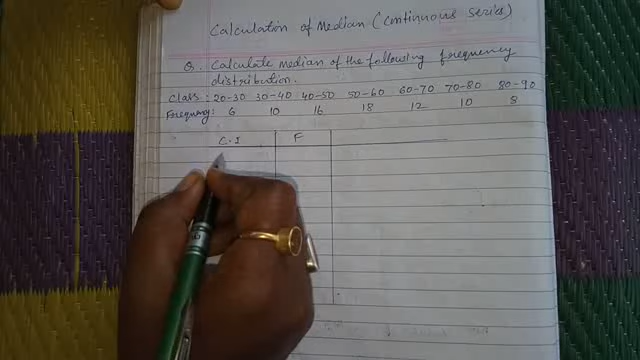 Calculation of Median (Continuous Series)
Q. Calculate median of the following frequency
distribution.
Class: 20-30 30-40 40-50 50-60 60-70 70-80 80-90
Frequency: 6 10 16 18 12 10 8
C.I F